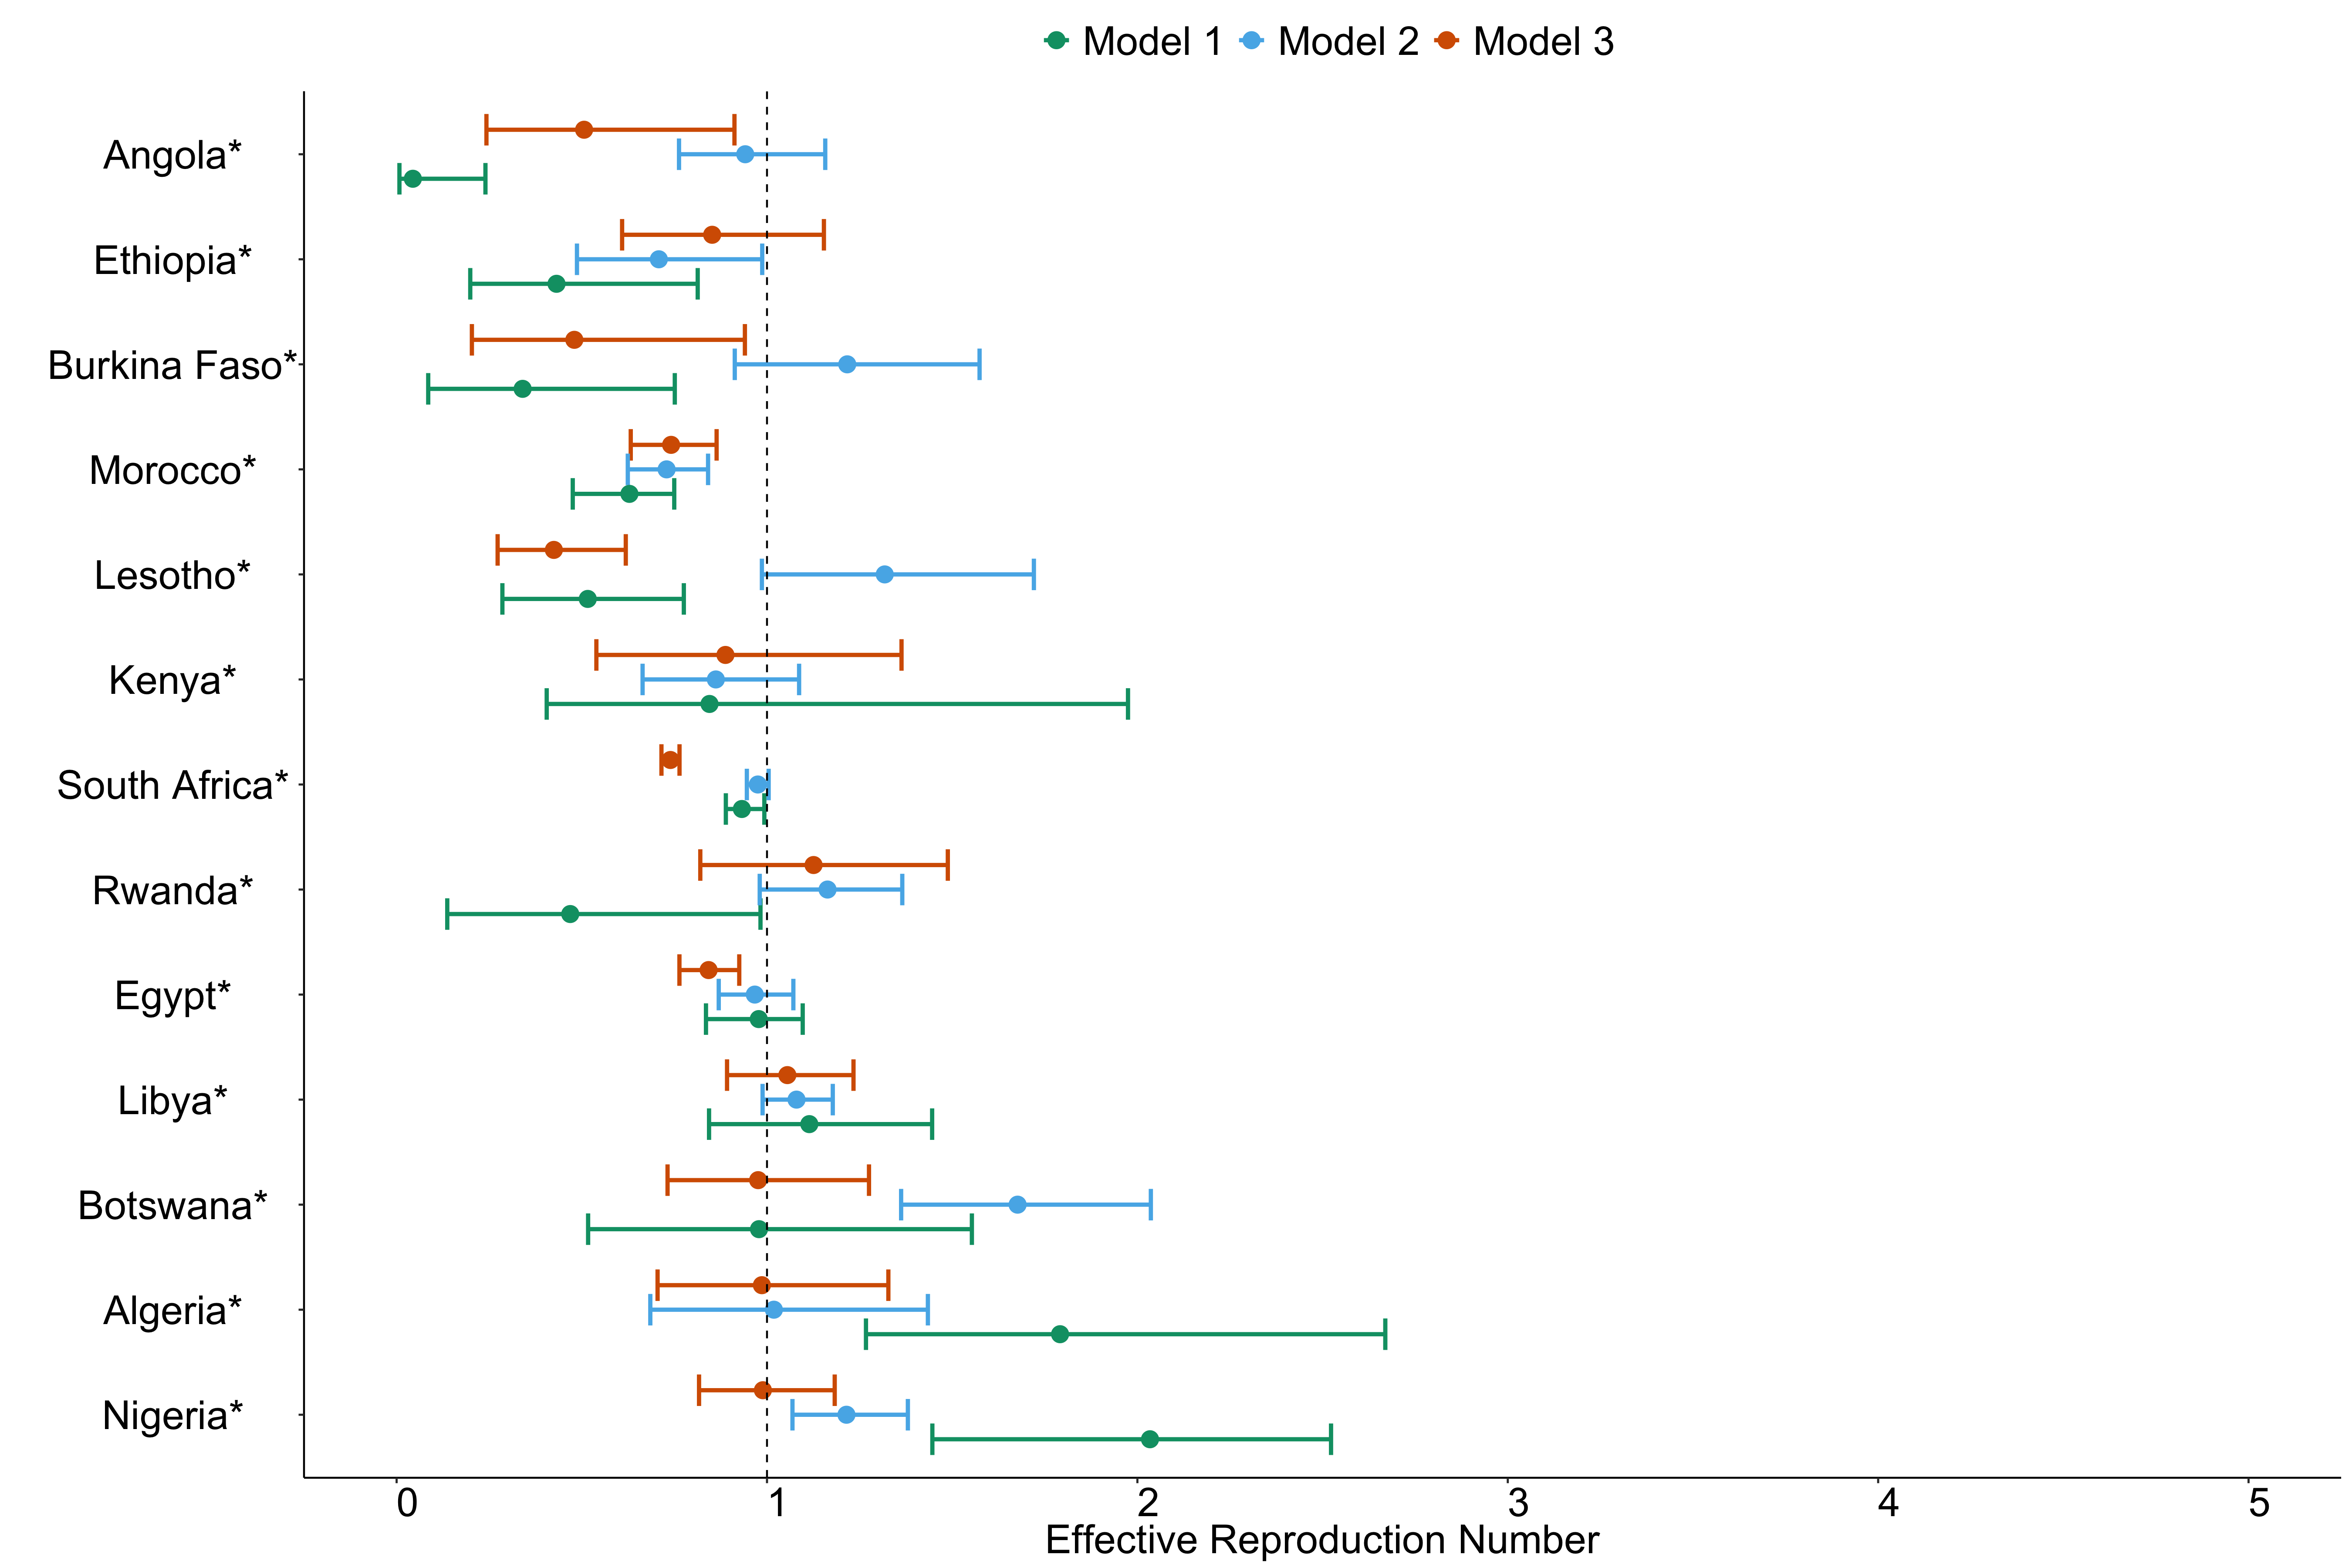 Model 1 Model 2 Model 3
Angola*
Ethiopia*
Burkina Faso*
Morocco*
Lesotho*
Kenya*
South Africa*
Rwanda*
Egypt*
Libya*
Botswana*
Algeria*
Nigeria*
0 1 2 3 4 5
Effective Reproduction Number